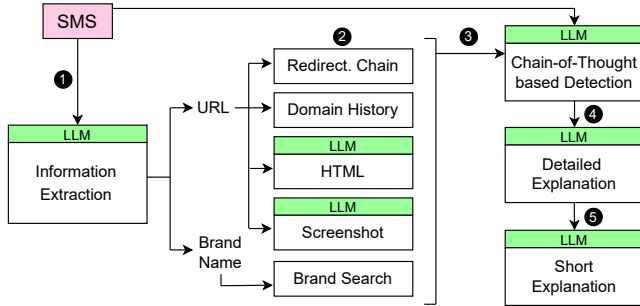 SMS
1
LLM
Information
Extraction
URL
Brand
Name
2
Redirect. Chain
Domain History
LLM
HTML
LLM
Screenshot
Brand Search
3
LLM
Chain-of-Thought
based Detection
4
LLM
Detailed
Explanation
5
LLM
Short
Explanation